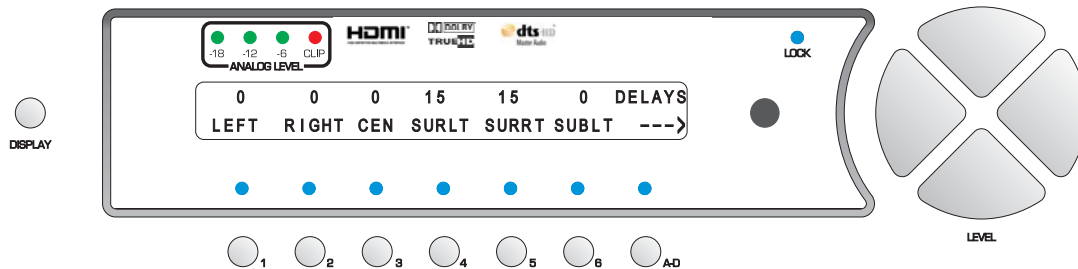 HDMI
DOLBY
TRUEHD
dts-HD
Master Audio
-18 -12 -6 CLIP
ANALOG LEVEL
LOCK
0 0 0 15 15 0 DELAYS
LEFT RIGHT CEN SURLT SURRT SUBLT --->
DISPLAY
LEVEL
1 2 3 4 5 6 A-D